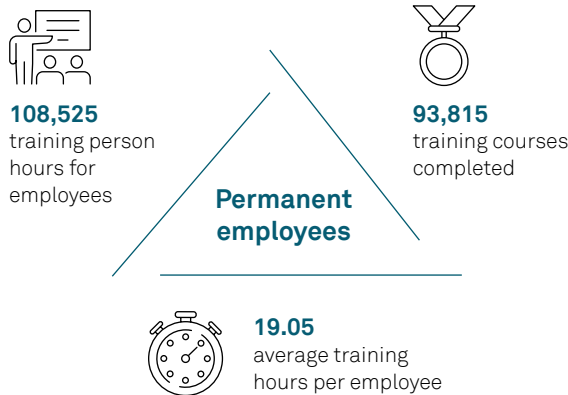 108,525
training person
hours for
employees
93,815
training courses
completed
Permanent
employees
19.05
average training
hours per employee